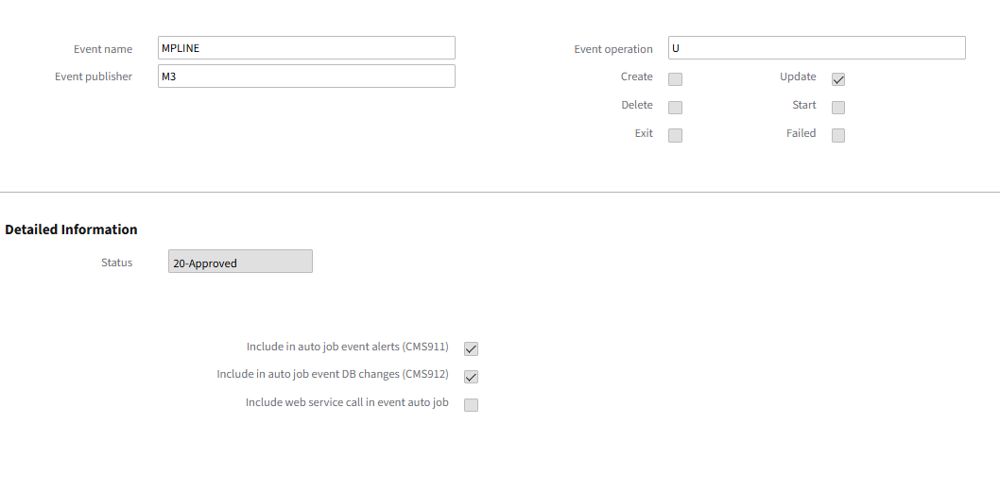 Event name MPLINE Event operation U
Event publisher M3 Create Update
Delete Start
Exit Failed
Detailed Information
Status 20-Approved
Include in auto job event alerts (CMS911)
Include in auto job event DB changes (CMS912)
Include web service call in event auto job